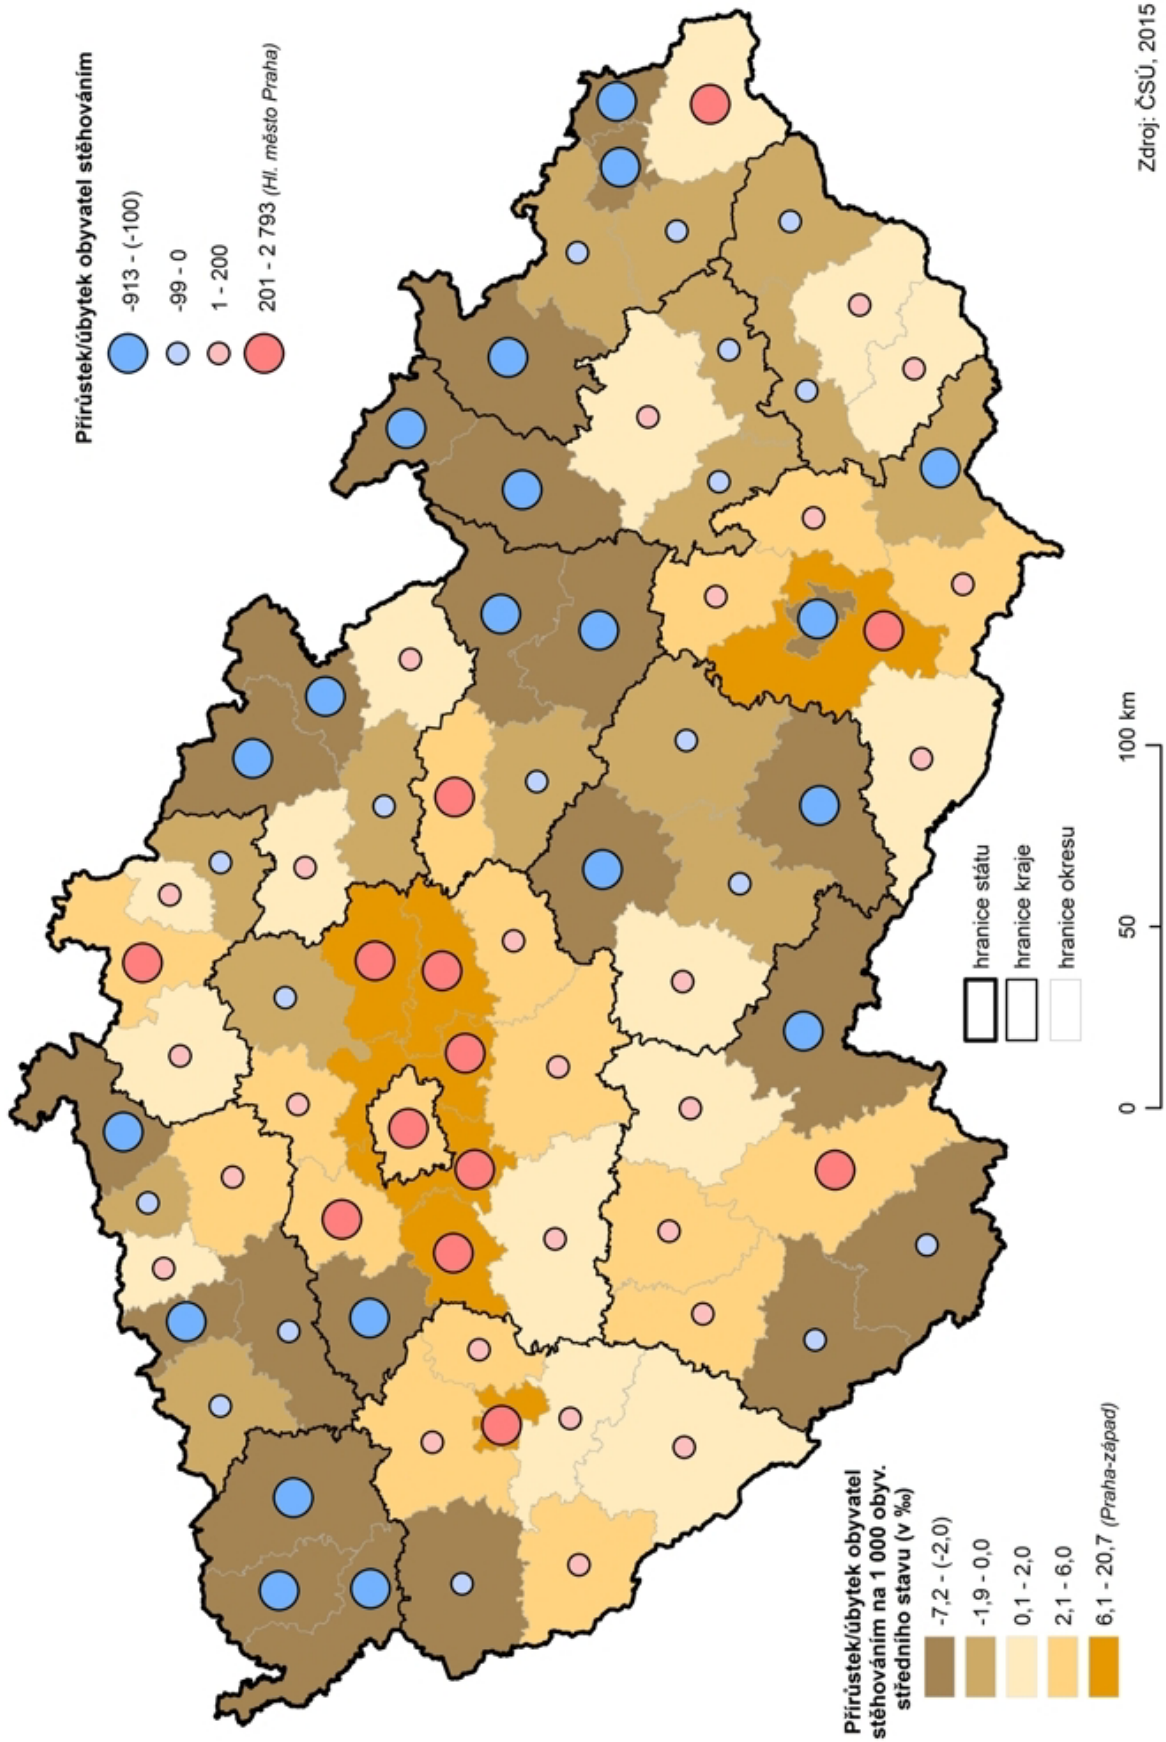 Přírůstek/úbytek obyvatel stěhováním
-913 - (-100)
-99 - 0
1 - 200
201 - 2 793 (Hl. město Praha)
Přírůstek/úbytek obyvatel
stěhováním na 1 000 obyv.
středního stavu (v ‰)
-7,2 - (-2,0)
-1,9 - 0,0
0,1 - 2,0
2,1 - 6,0
6,1 - 20,7 (Praha-západ)
hranice státu
hranice kraje
hranice okresu
0 50 100 km
Zdroj: ČSÚ, 2015